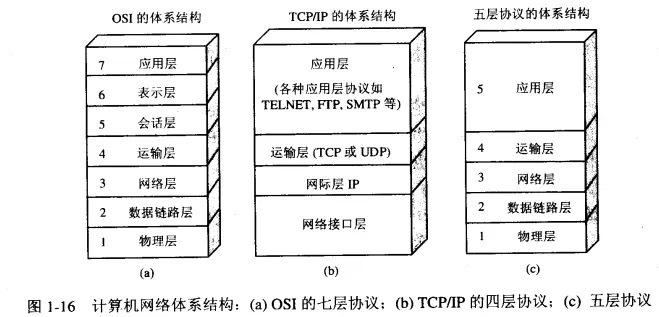 OSI 的体系结构
7 应用层
6 表示层
5 会话层
4 运输层
3 网络层
2 数据链路层
1 物理层
(a)
TCP/IP 的体系结构
应用层
(各种应用层协议如
TELNET, FTP, SMTP 等)
运输层 (TCP 或 UDP)
网际层 IP
网络接口层
(b)
五层协议的体系结构
5 应用层
4 运输层
3 网络层
2 数据链路层
1 物理层
(c)
图 1-16 计算机网络体系结构：(a) OSI 的七层协议；(b) TCP/IP 的四层协议；(c) 五层协议